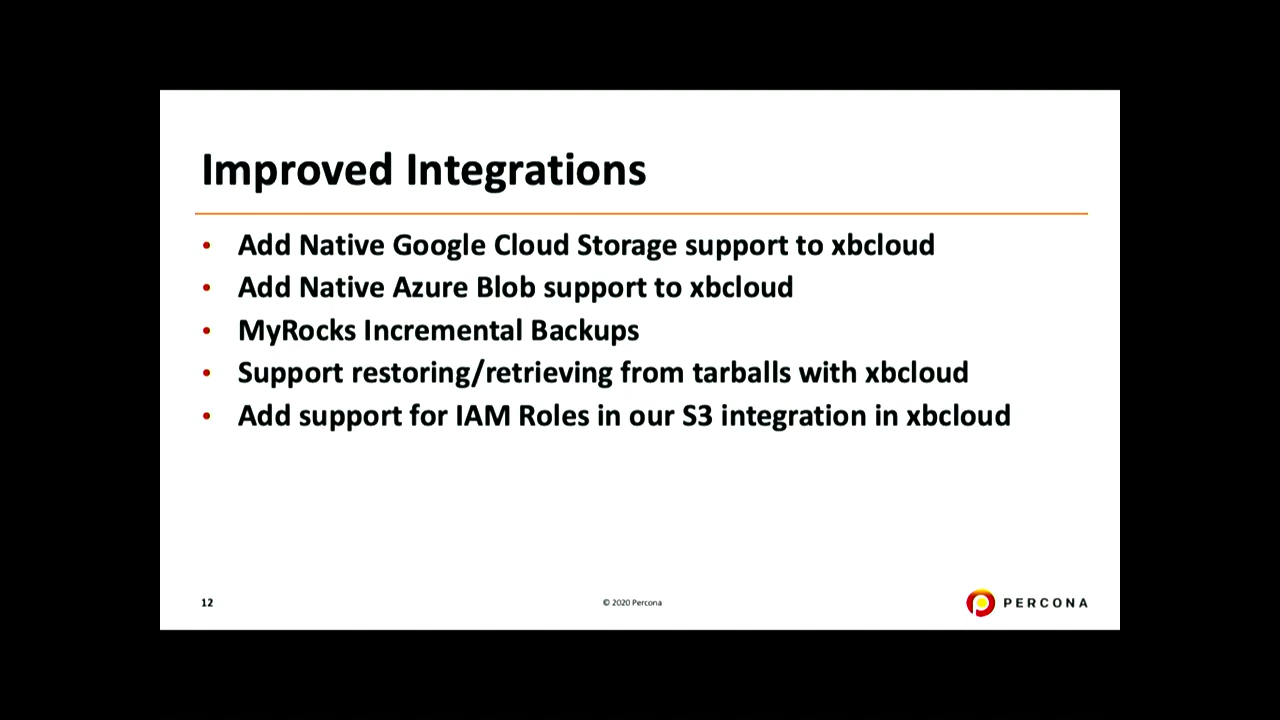 Improved Integrations
• Add Native Google Cloud Storage support to xbcloud
• Add Native Azure Blob support to xbcloud
• MyRocks Incremental Backups
• Support restoring/retrieving from tarballs with xbcloud
• Add support for IAM Roles in our S3 integration in xbcloud
12
© 2020 Percona
PERCONA